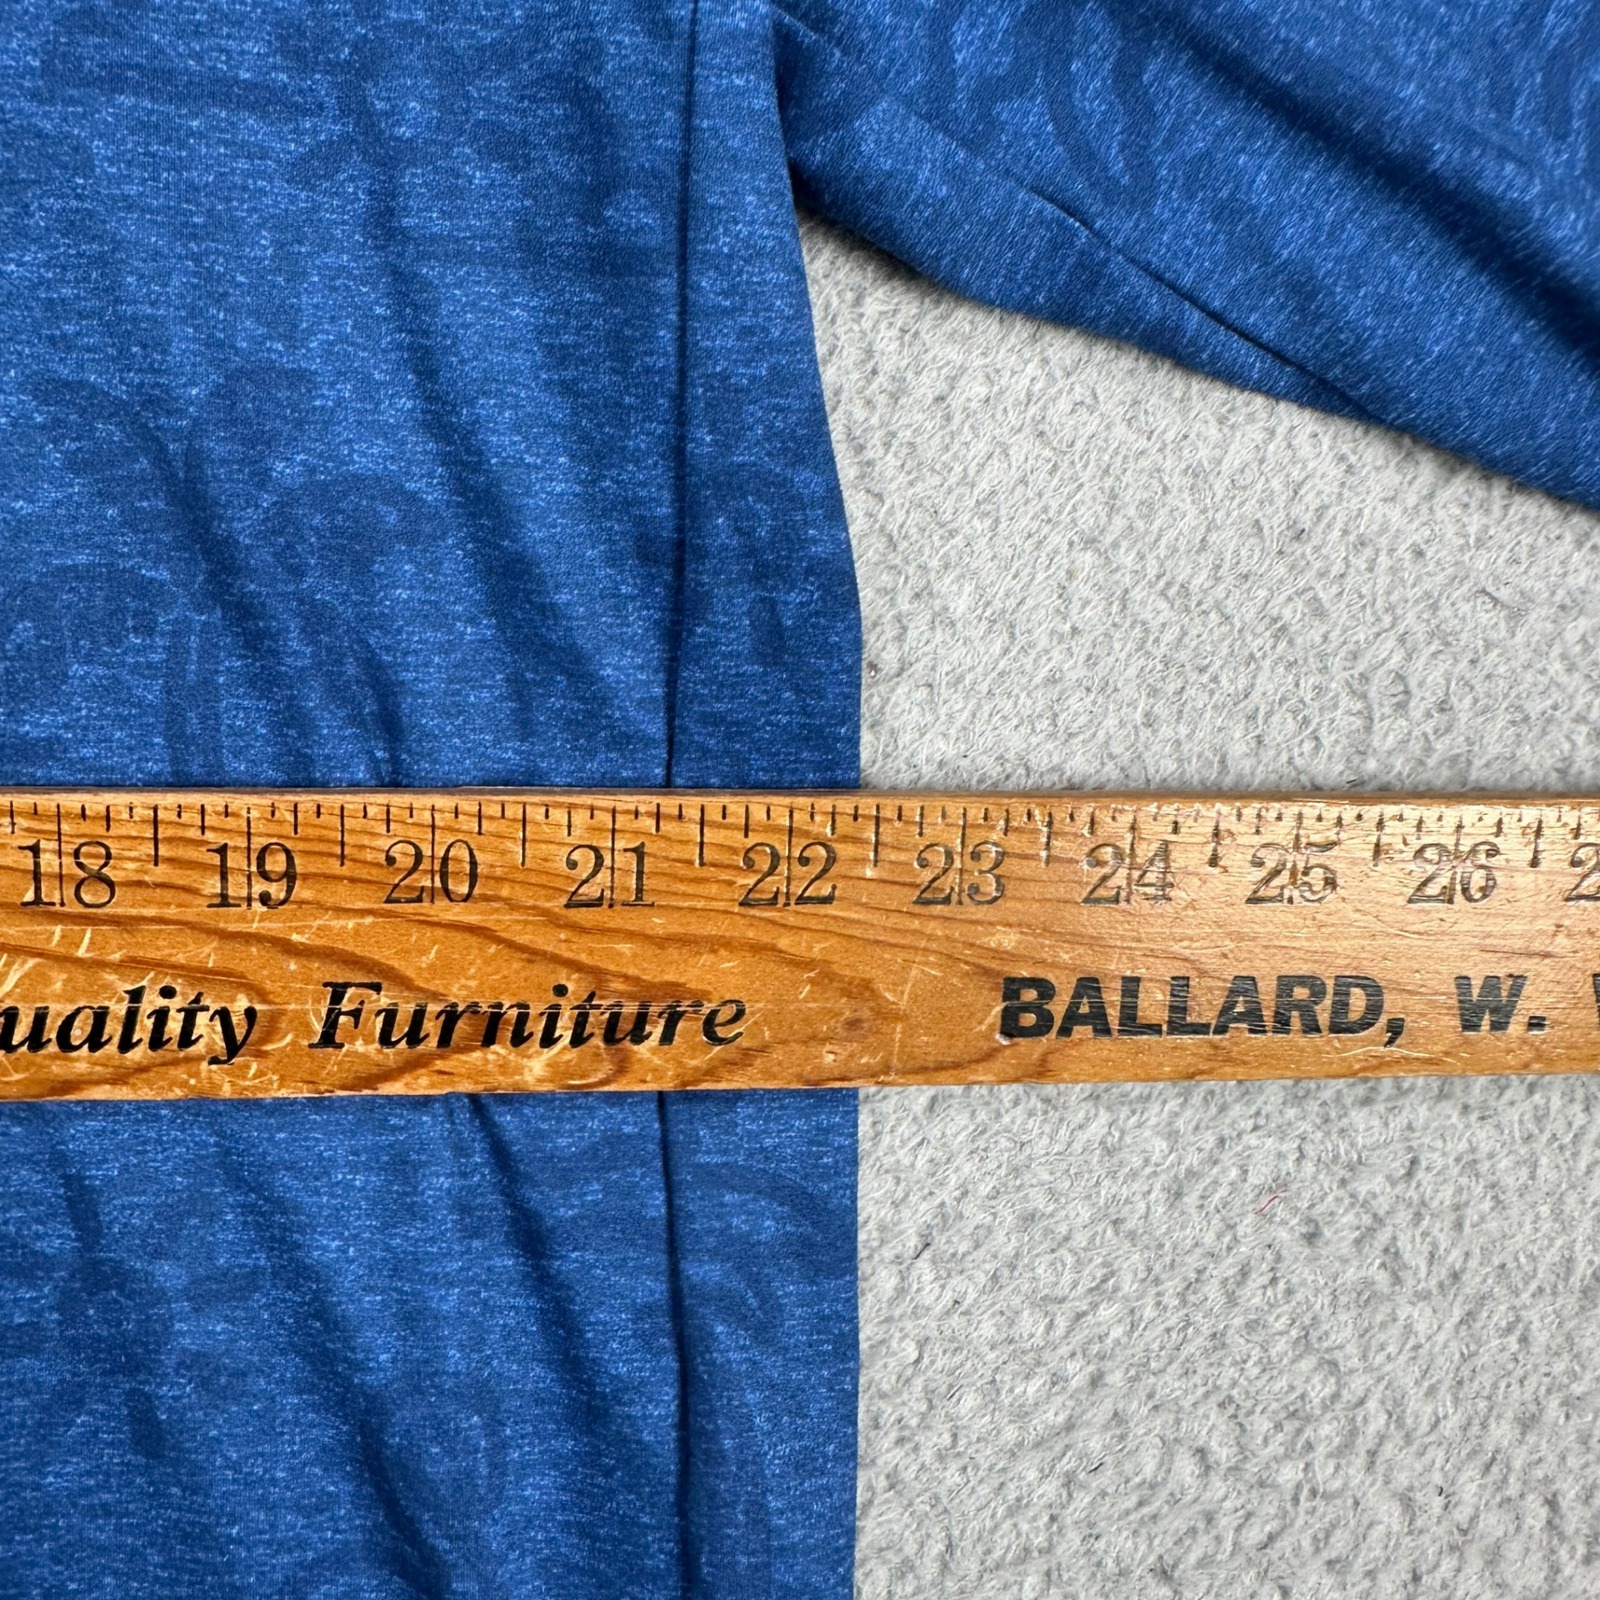 18 19 20 21 22 23 24 25 26
uality Furniture BALLARD, W.